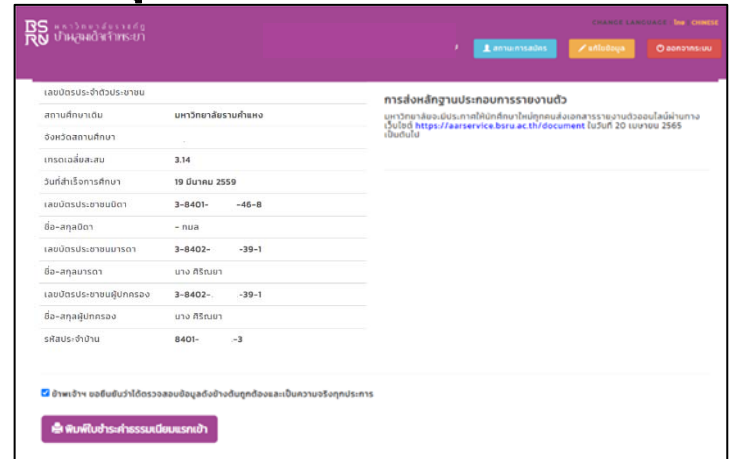 BS มหาวิทยาลัยราชภัฏ
RU บ้านสมเด็จเจ้าพระยา
CHANGE LANGUAGE : ไทย CHINESE
สถานะการสมัคร แก้ไขข้อมูล ออกจากระบบ
เลขบัตรประจำตัวประชาชน
สถานศึกษาเดิม มหาวิทยาลัยรามคำแหง
จังหวัดสถานศึกษา
เกรดเฉลี่ยสะสม 3.14
วันที่สำเร็จการศึกษา 19 มีนาคม 2559
เลขบัตรประชาชนบิดา 3-8401- -46-8
ชื่อ-สกุลบิดา - กมล
เลขบัตรประชาชนมารดา 3-8402- -39-1
ชื่อ-สกุลมารดา นาง ศิริณยา
เลขบัตรประชาชนผู้ปกครอง 3-8402- -39-1
ชื่อ-สกุลผู้ปกครอง นาง ศิริณยา
รหัสประจำบ้าน 8401- -3
การส่งหลักฐานประกอบการรายงานตัว
มหาวิทยาลัยจะมีประกาศให้นักศึกษาใหม่ทุกคนส่งเอกสารรายงานตัวออนไลน์ผ่านทาง
เว็บไซต์ https://aarservice.bsru.ac.th/document ในวันที่ 20 เมษายน 2565
เป็นต้นไป
ข้าพเจ้าฯ ขอยืนยันว่าได้ตรวจสอบข้อมูลดังข้างต้นถูกต้องและเป็นความจริงทุกประการ
พิมพ์ใบชำระค่าธรรมเนียมแรกเข้า